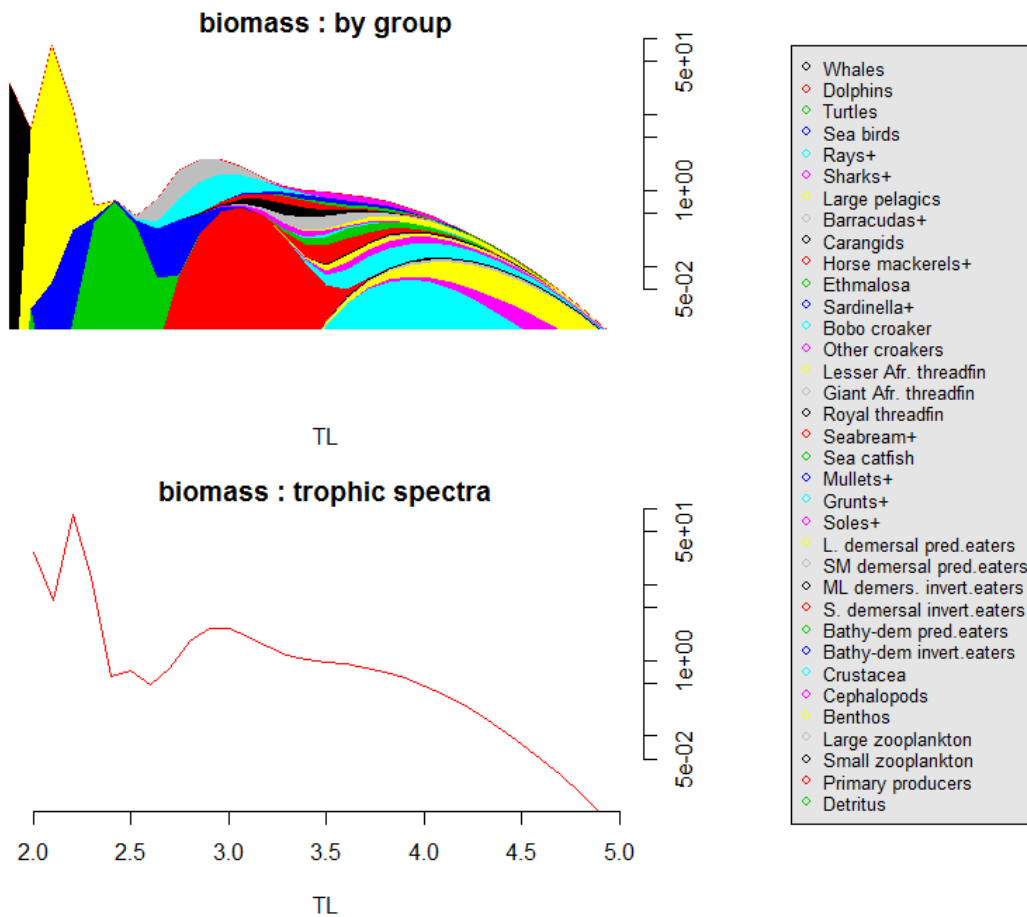 biomass : by group
5e+01
1e+00
5e-02
TL
biomass : trophic spectra
5e+01
1e+00
5e-02
2.0 2.5 3.0 3.5 4.0 4.5 5.0
TL
Whales
Dolphins
Turtles
Sea birds
Rays+
Sharks+
Large pelagics
Barracudas+
Carangids
Horse mackerels+
Ethmalosa
Sardinella+
Bobo croaker
Other croakers
Lesser Afr. threadfin
Giant Afr. threadfin
Royal threadfin
Seabream+
Sea catfish
Mullets+
Grunts+
Soles+
L. demersal pred.eaters
SM demersal pred.eaters
ML demers. invert.eaters
S. demersal invert.eaters
Bathy-dem pred.eaters
Bathy-dem invert.eaters
Crustacea
Cephalopods
Benthos
Large zooplankton
Small zooplankton
Primary producers
Detritus